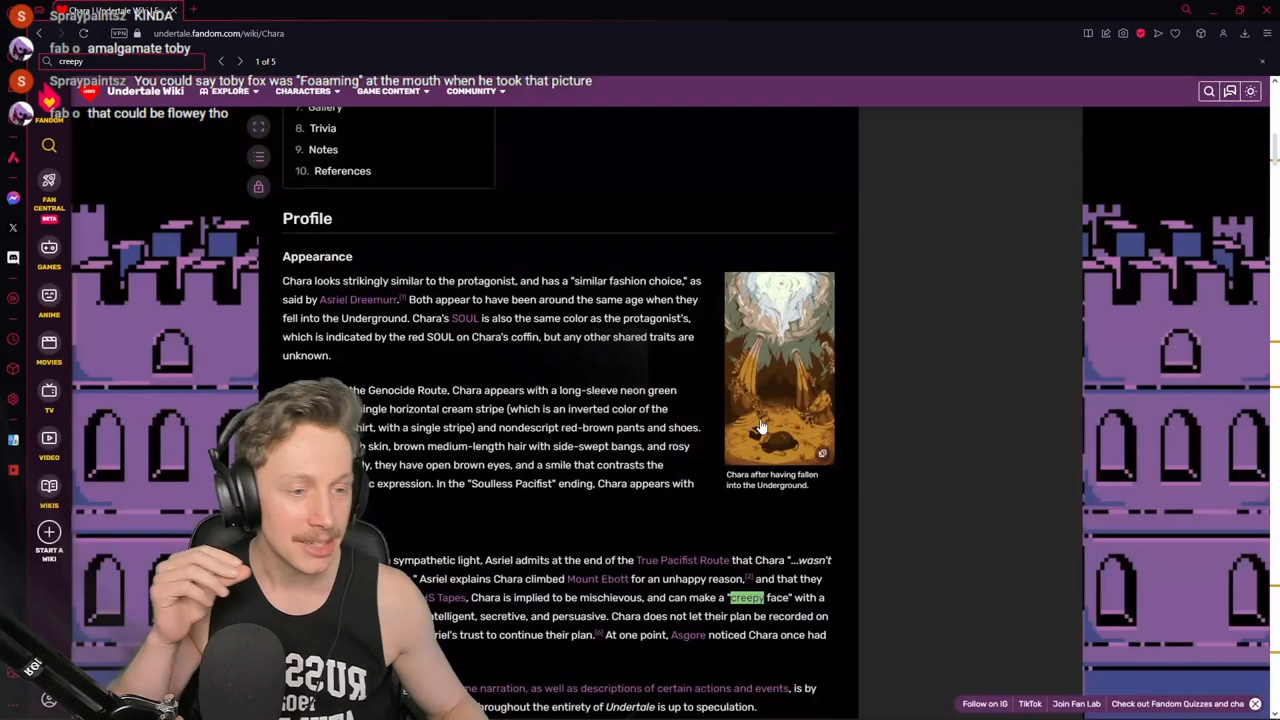 Spraypaintsz KINDA
fab o amalgamate toby
Spraypaintsz You could say toby fox was "Foaaming" at the mouth when he took that picture
fab o that could be flowey tho
Chara | Undertale Wiki | F
VPN
undertale.fandom.com/wiki/Chara
creepy
1 of 5
Undertale Wiki
EXPLORE
CHARACTERS
GAME CONTENT
COMMUNITY
FANDOM
FAN CENTRAL
BETA
GAMES
ANIME
MOVIES
TV
VIDEO
WIKIS
START A WIKI
7. Gallery
8. Trivia
9. Notes
10. References
Profile
Appearance
Chara looks strikingly similar to the protagonist, and has a "similar fashion choice," as
said by Asriel Dreemurr.[1] Both appear to have been around the same age when they
fell into the Underground. Chara's SOUL is also the same color as the protagonist's,
which is indicated by the red SOUL on Chara's coffin, but any other shared traits are
unknown.
the Genocide Route, Chara appears with a long-sleeve neon green
single horizontal cream stripe (which is an inverted color of the
with a single stripe) and nondescript red-brown pants and shoes.
skin, brown medium-length hair with side-swept bangs, and rosy
they have open brown eyes, and a smile that contrasts the
expression. In the "Soulless Pacifist" ending, Chara appears with
Chara after having fallen
into the Underground.
sympathetic light, Asriel admits at the end of the True Pacifist Route that Chara "...wasn't
" Asriel explains Chara climbed Mount Ebott for an unhappy reason,[2] and that they
Tapes, Chara is implied to be mischievous, and can make a "creepy face" with a
intelligent, secretive, and persuasive. Chara does not let their plan be recorded on
trust to continue their plan.[6] At one point, Asgore noticed Chara once had
narration, as well as descriptions of certain actions and events, is by
throughout the entirety of Undertale is up to speculation.
RUSS
1902
Follow on IG
TikTok
Join Fan Lab
Check out Fandom Quizzes and cha